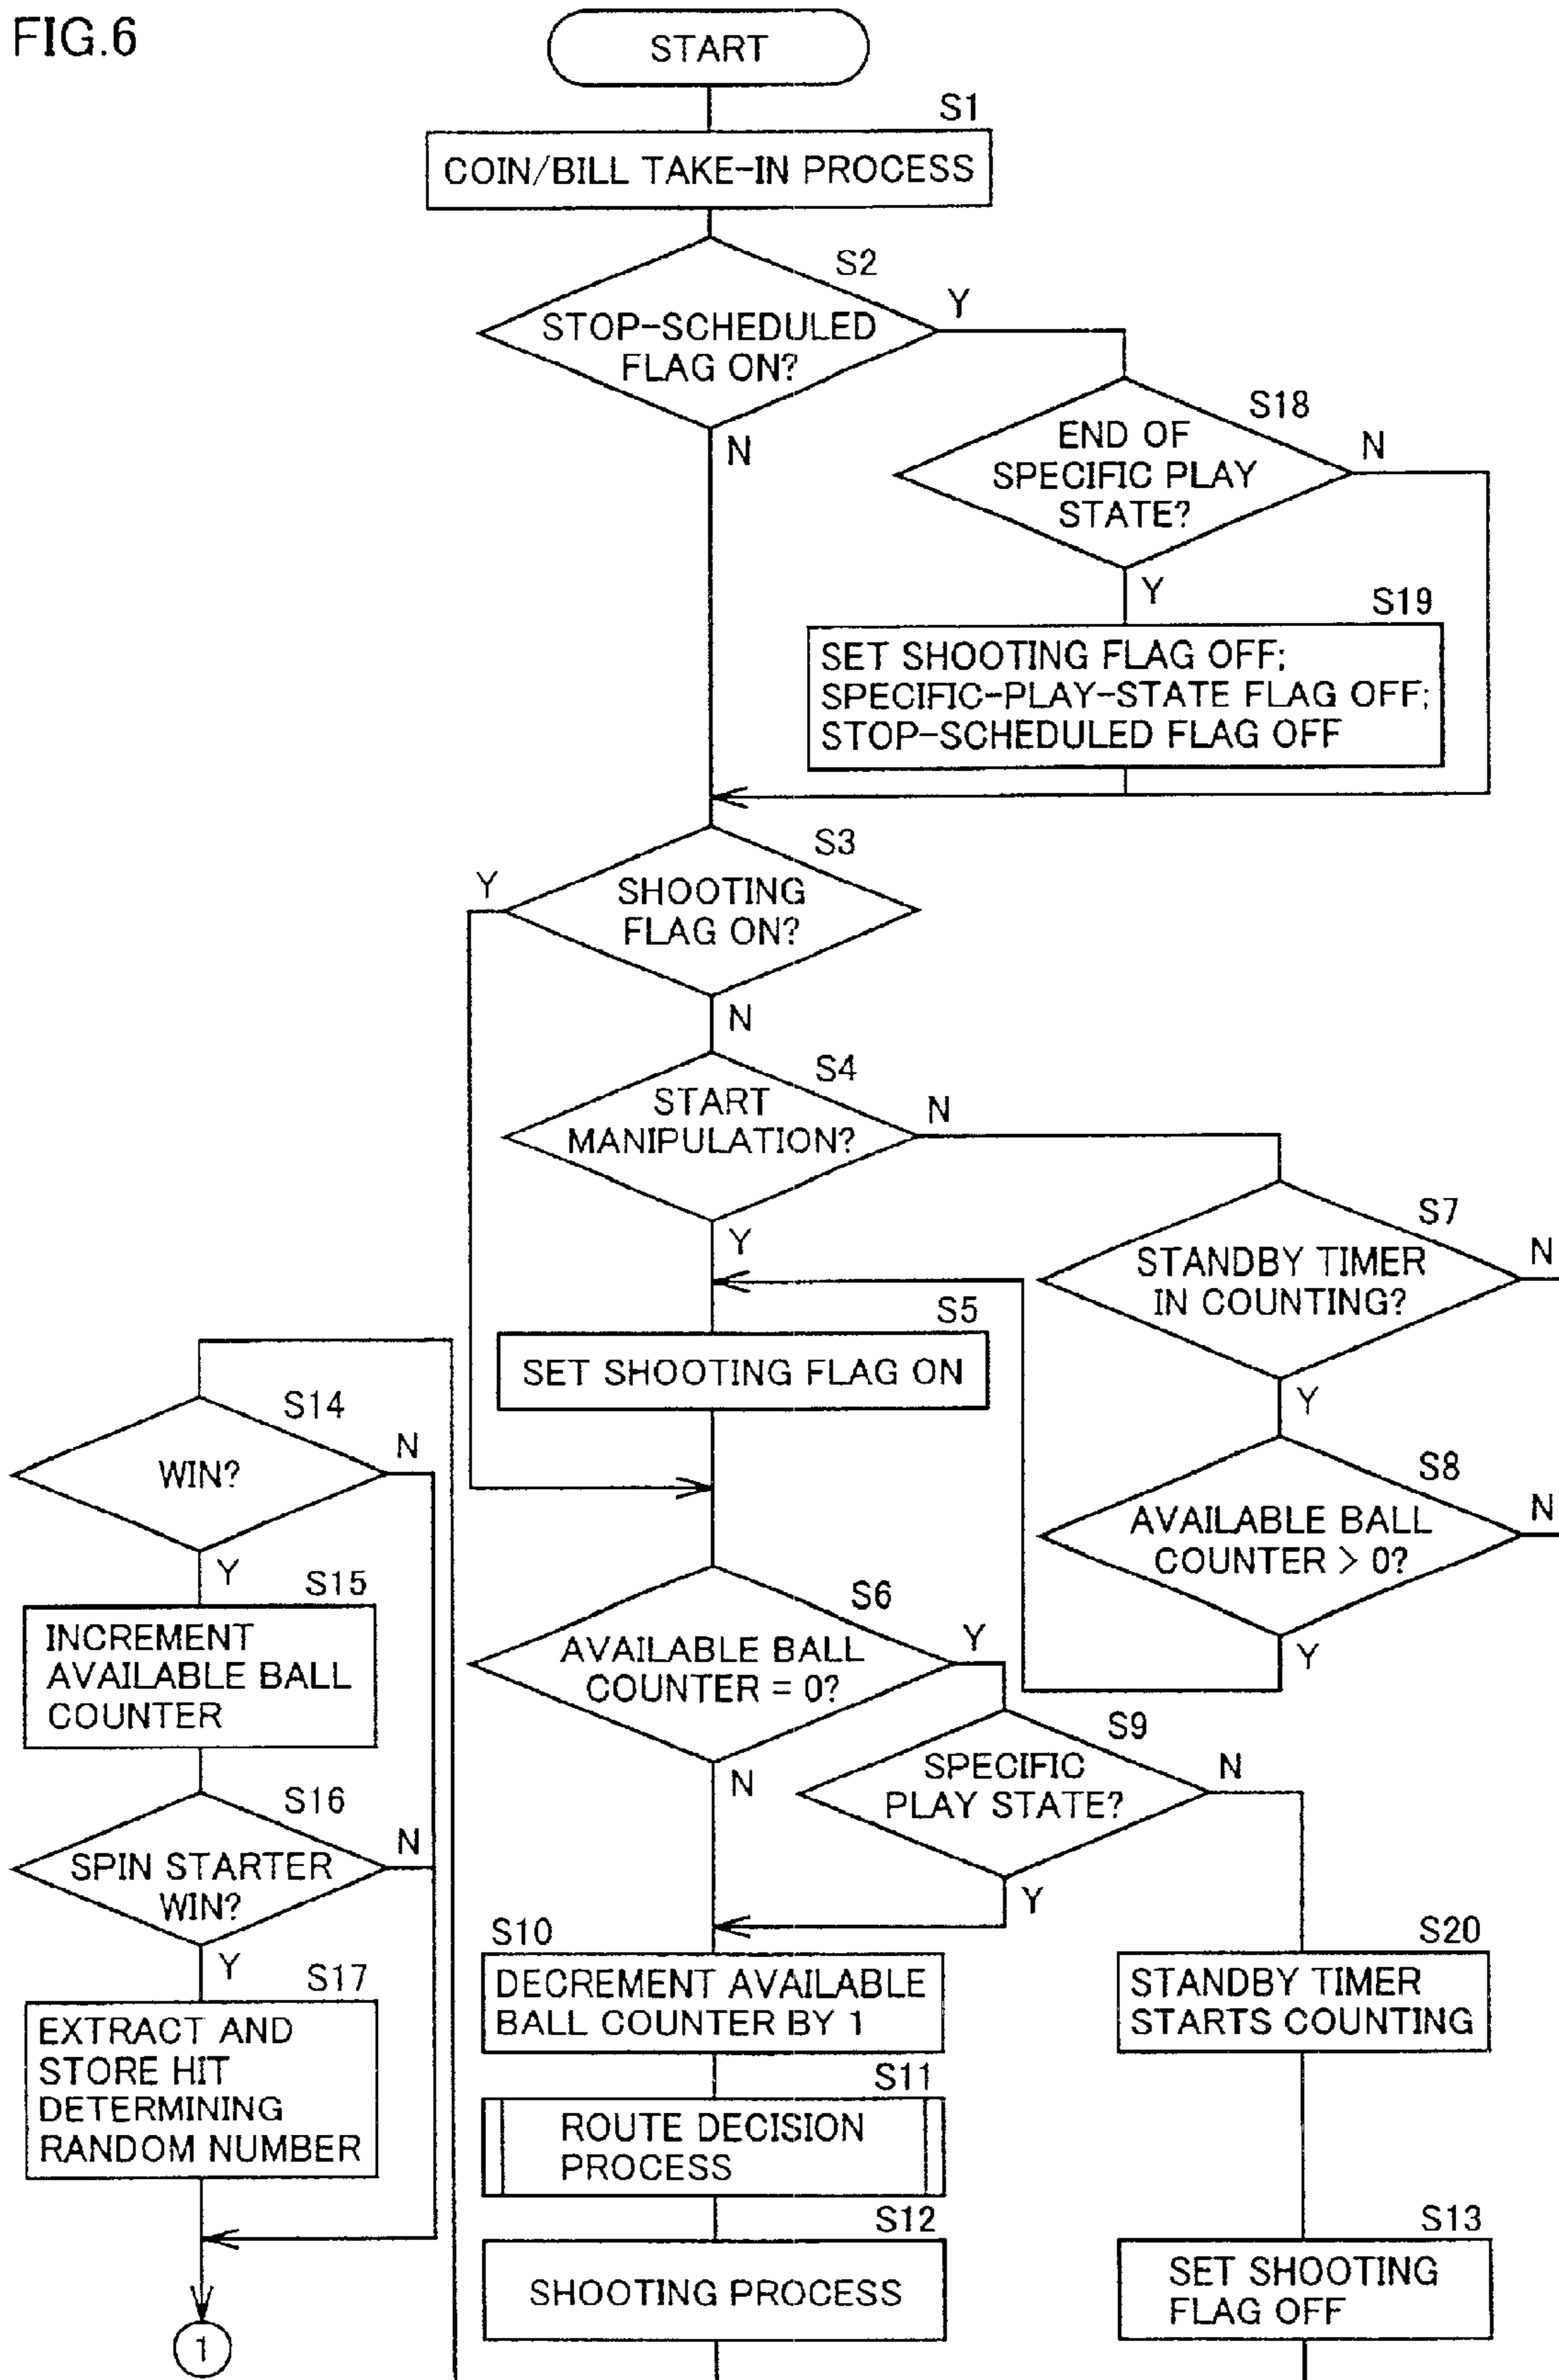 FIG.6
START
S1
COIN/BILL TAKE-IN PROCESS
S2
STOP-SCHEDULED
FLAG ON?
Y
N
S18
END OF
SPECIFIC PLAY
STATE?
N
Y
S19
SET SHOOTING FLAG OFF;
SPECIFIC-PLAY-STATE FLAG OFF;
STOP-SCHEDULED FLAG OFF
S3
SHOOTING
FLAG ON?
Y
N
S4
START
MANIPULATION?
N
Y
S7
STANDBY TIMER
IN COUNTING?
N
Y
S5
SET SHOOTING FLAG ON
S8
AVAILABLE BALL
COUNTER > 0?
N
Y
S6
AVAILABLE BALL
COUNTER = 0?
Y
N
S9
SPECIFIC
PLAY STATE?
N
Y
S10
DECREMENT AVAILABLE
BALL COUNTER BY 1
S11
ROUTE DECISION
PROCESS
S12
SHOOTING PROCESS
S20
STANDBY TIMER
STARTS COUNTING
S13
SET SHOOTING
FLAG OFF
S14
WIN?
N
Y
S15
INCREMENT
AVAILABLE BALL
COUNTER
S16
SPIN STARTER
WIN?
N
Y
S17
EXTRACT AND
STORE HIT
DETERMINING
RANDOM NUMBER
1